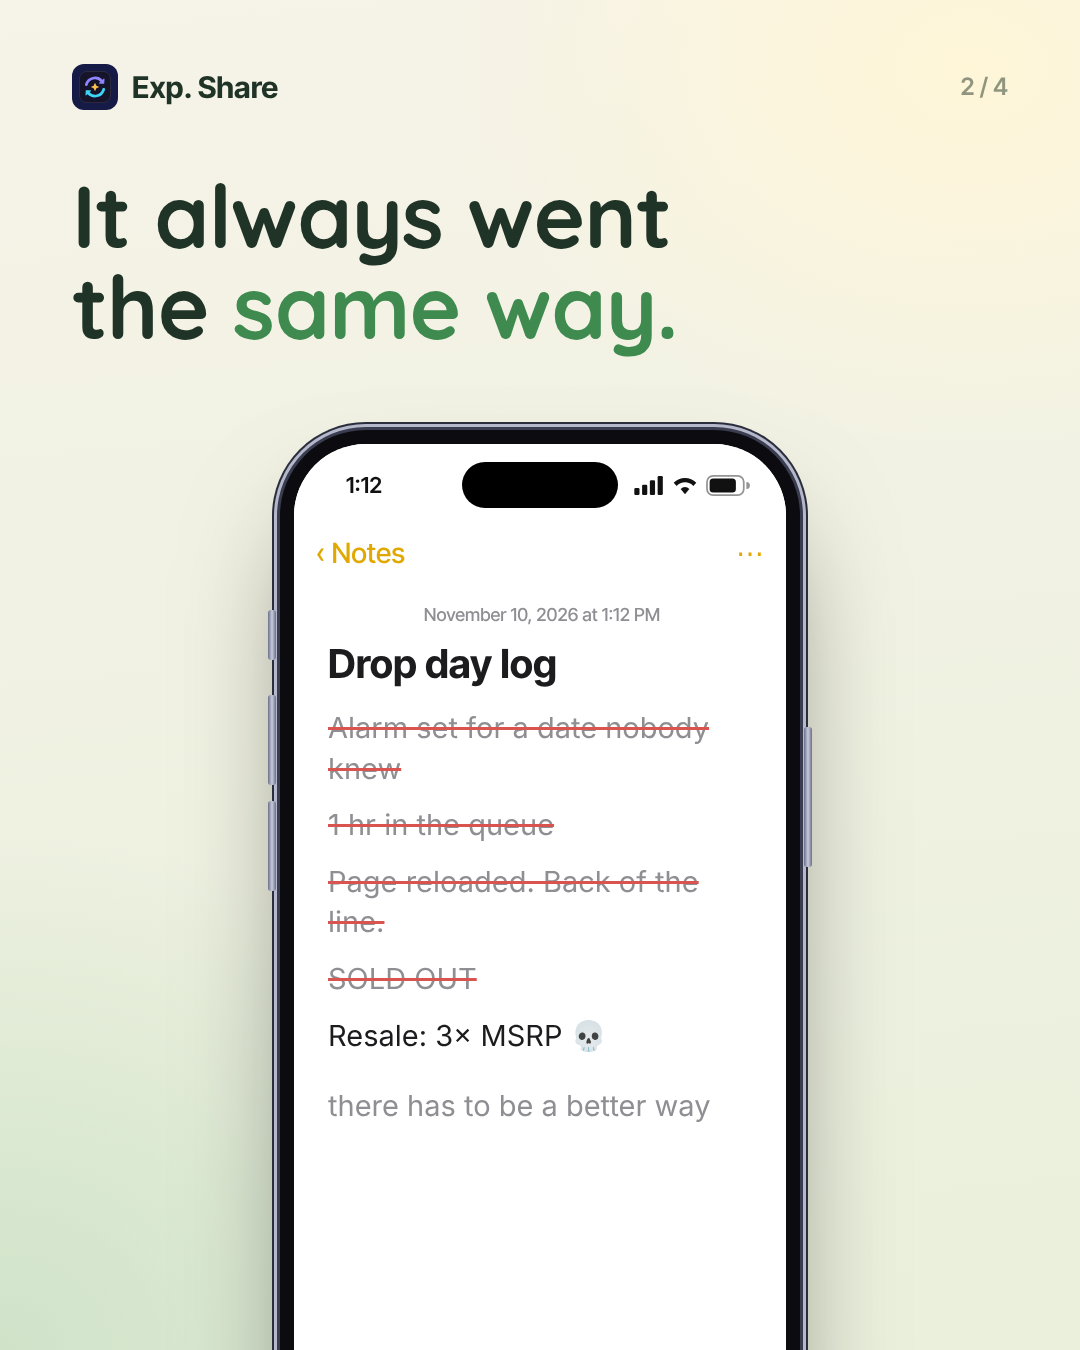 Exp. Share
2 / 4
It always went
the same way.
1:12
‹ Notes
...
November 10, 2026 at 1:12 PM
Drop day log
Alarm set for a date nobody
knew
1 hr in the queue
Page reloaded. Back of the
line.
SOLD OUT
Resale: 3× MSRP 💀
there has to be a better way